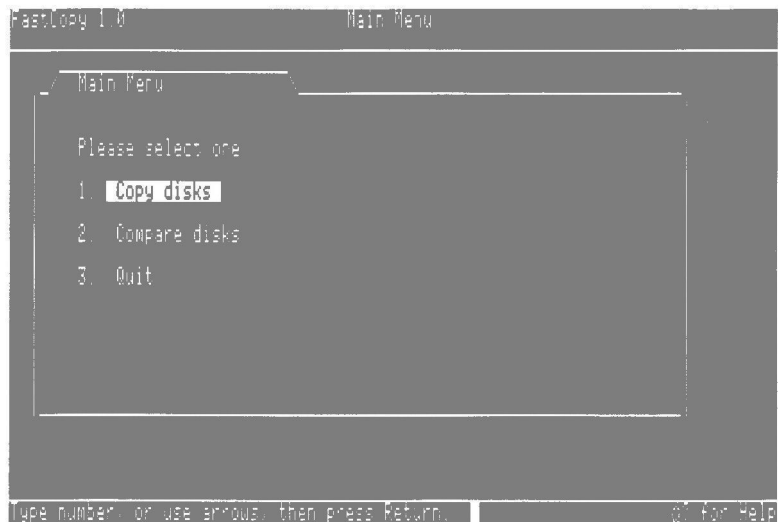 FastCopy 1.0 Main Menu
Main Menu
Please select one
1. Copy disks
2. Compare disks
3. Quit
Type number, or use arrows, then press Return.
for Help